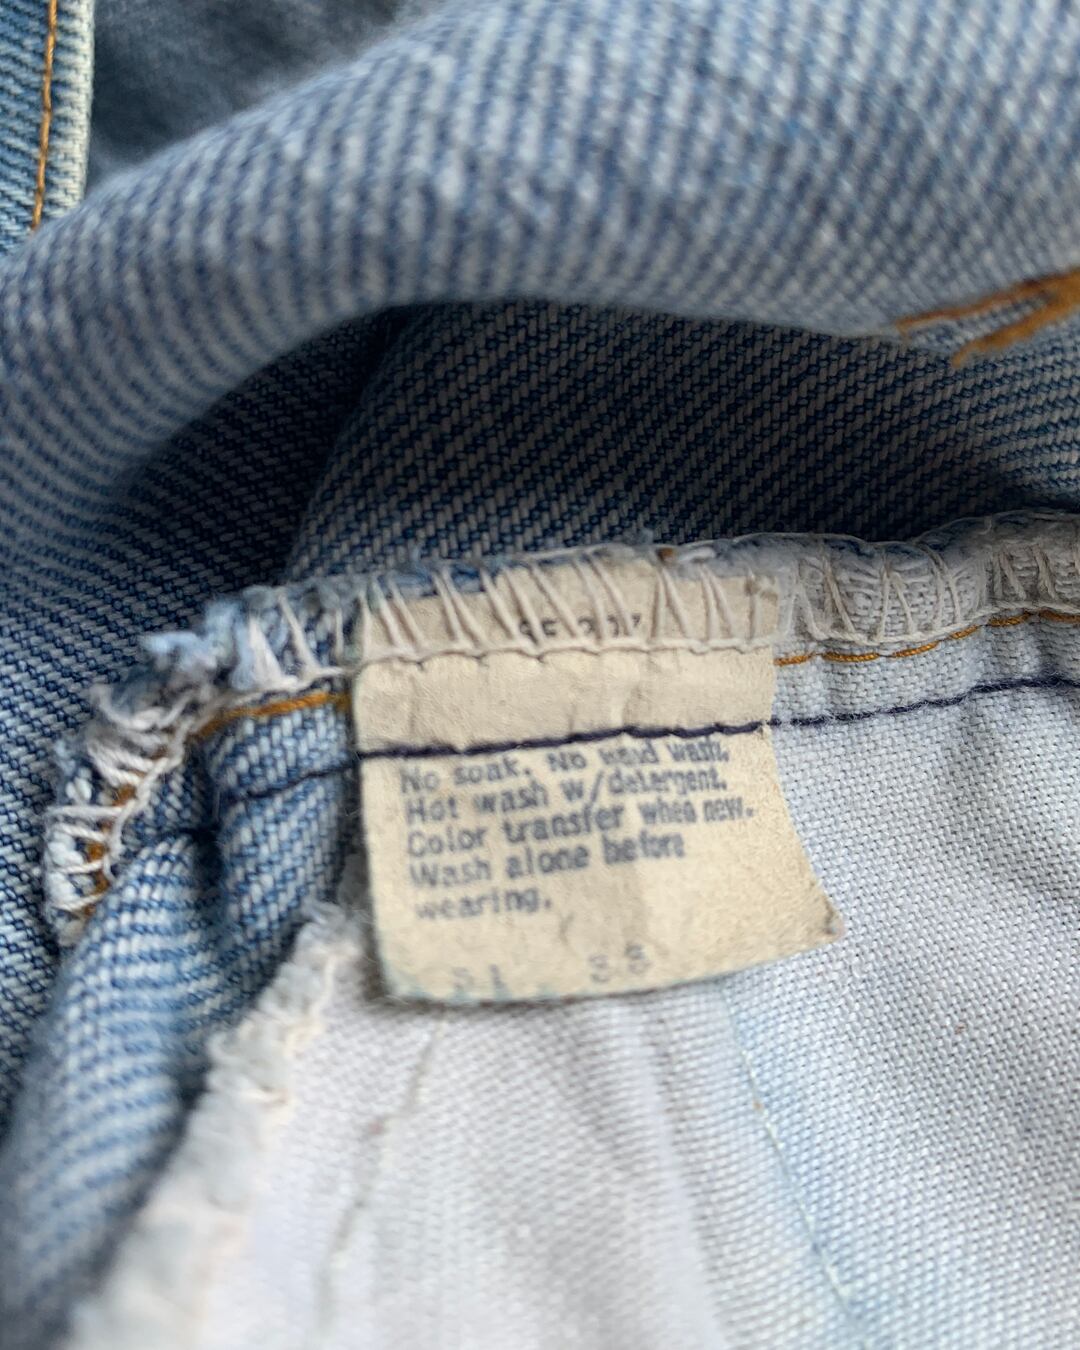 No soak. No hand wash.
Hot wash w/detergent.
Color transfer when new.
Wash alone before
wearing.